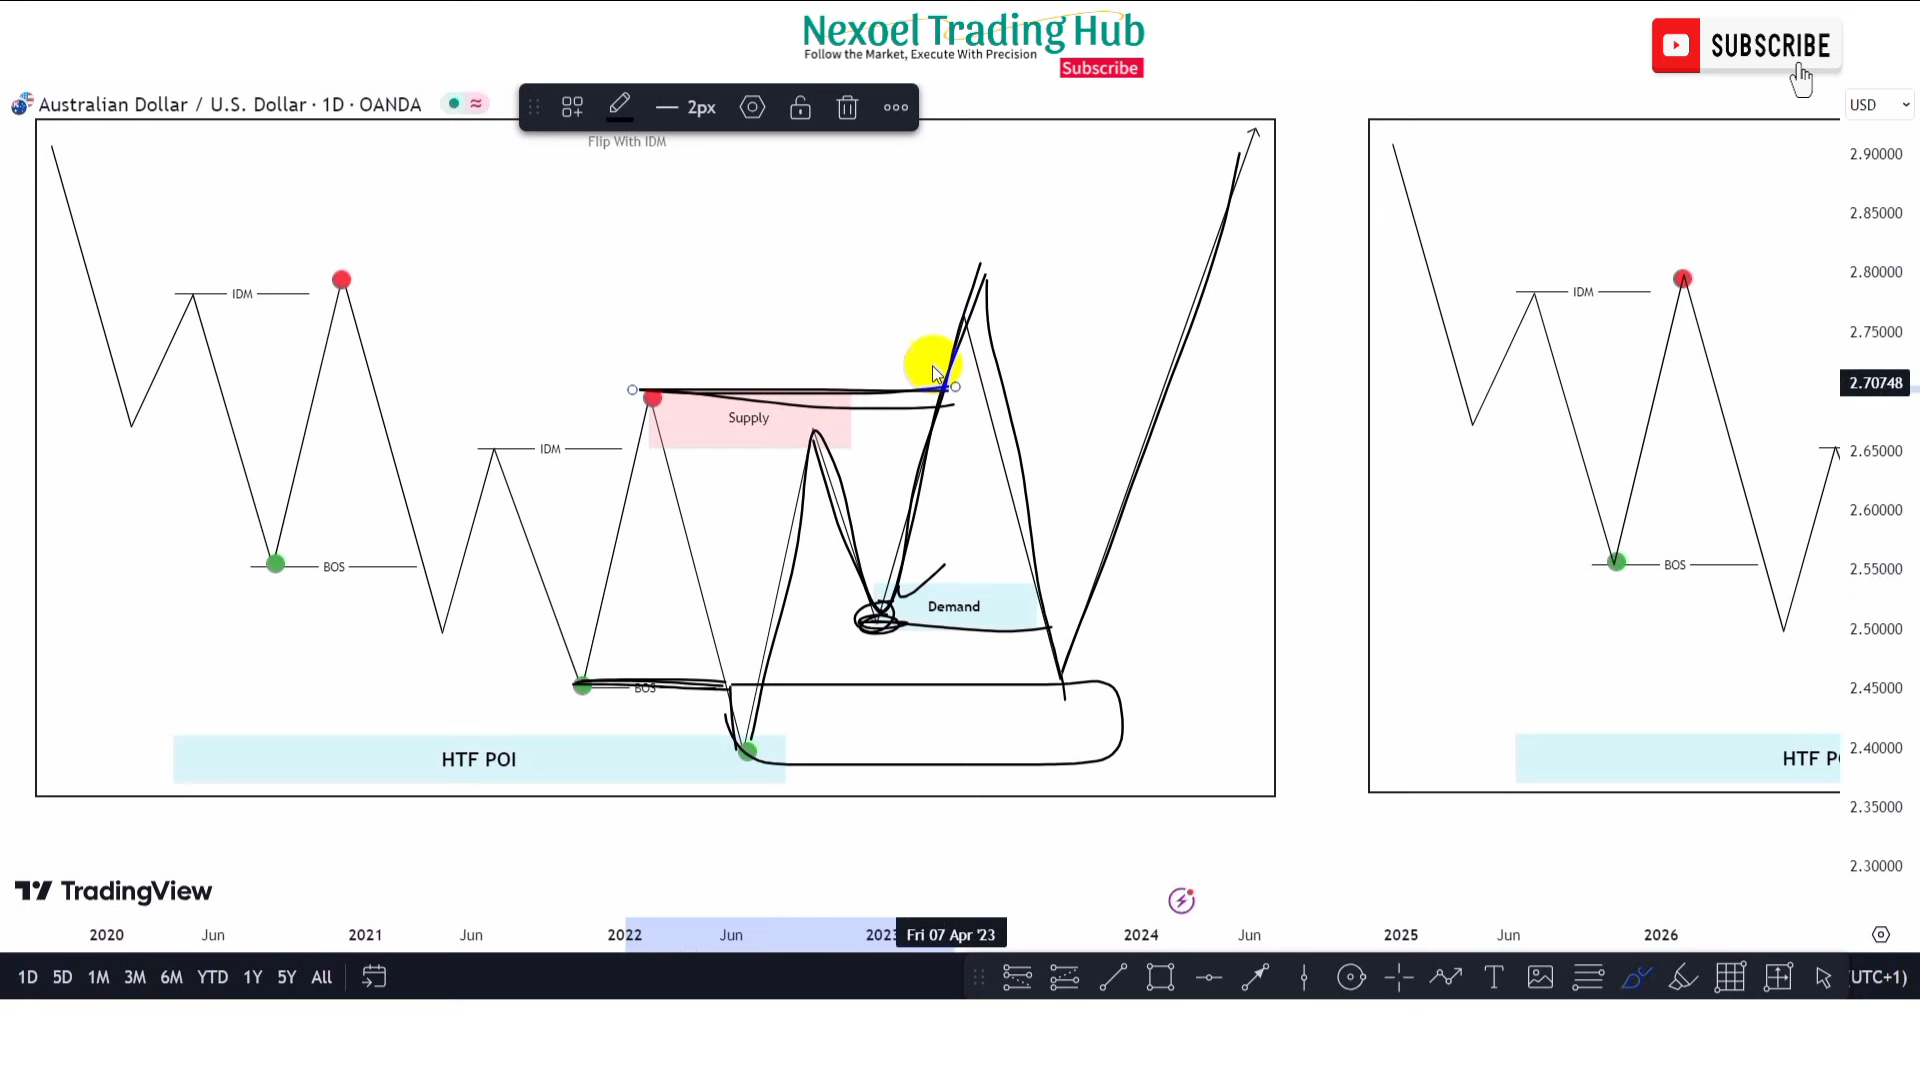 Nexoel Trading Hub
Follow the Market, Execute With Precision
Subscribe
SUBSCRIBE
Australian Dollar / U.S. Dollar · 1D · OANDA
2px
USD
Flip With IDM
2.90000
2.85000
2.80000
2.75000
2.70748
2.65000
2.60000
2.55000
2.50000
2.45000
2.40000
2.35000
2.30000
IDM
IDM
Supply
IDM
BOS
BOS
Demand
BOS
HTF POI
HTF P
TradingView
2020 Jun 2021 Jun 2022 Jun 2023 Fri 07 Apr '23 2024 Jun 2025 Jun 2026
1D 5D 1M 3M 6M YTD 1Y 5Y All
UTC+1)